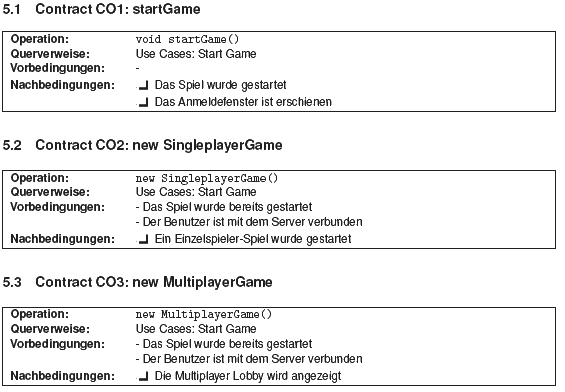 5.1 Contract CO1: startGame
Operation: void startGame()
Querverweise: Use Cases: Start Game
Vorbedingungen: -
Nachbedingungen: Das Spiel wurde gestartet
Das Anmeldefenster ist erschienen
5.2 Contract CO2: new SingleplayerGame
Operation: new SingleplayerGame()
Querverweise: Use Cases: Start Game
Vorbedingungen: - Das Spiel wurde bereits gestartet
- Der Benutzer ist mit dem Server verbunden
Nachbedingungen: Ein Einzelspieler-Spiel wurde gestartet
5.3 Contract CO3: new MultiplayerGame
Operation: new MultiplayerGame()
Querverweise: Use Cases: Start Game
Vorbedingungen: - Das Spiel wurde bereits gestartet
- Der Benutzer ist mit dem Server verbunden
Nachbedingungen: Die Multiplayer Lobby wird angezeigt